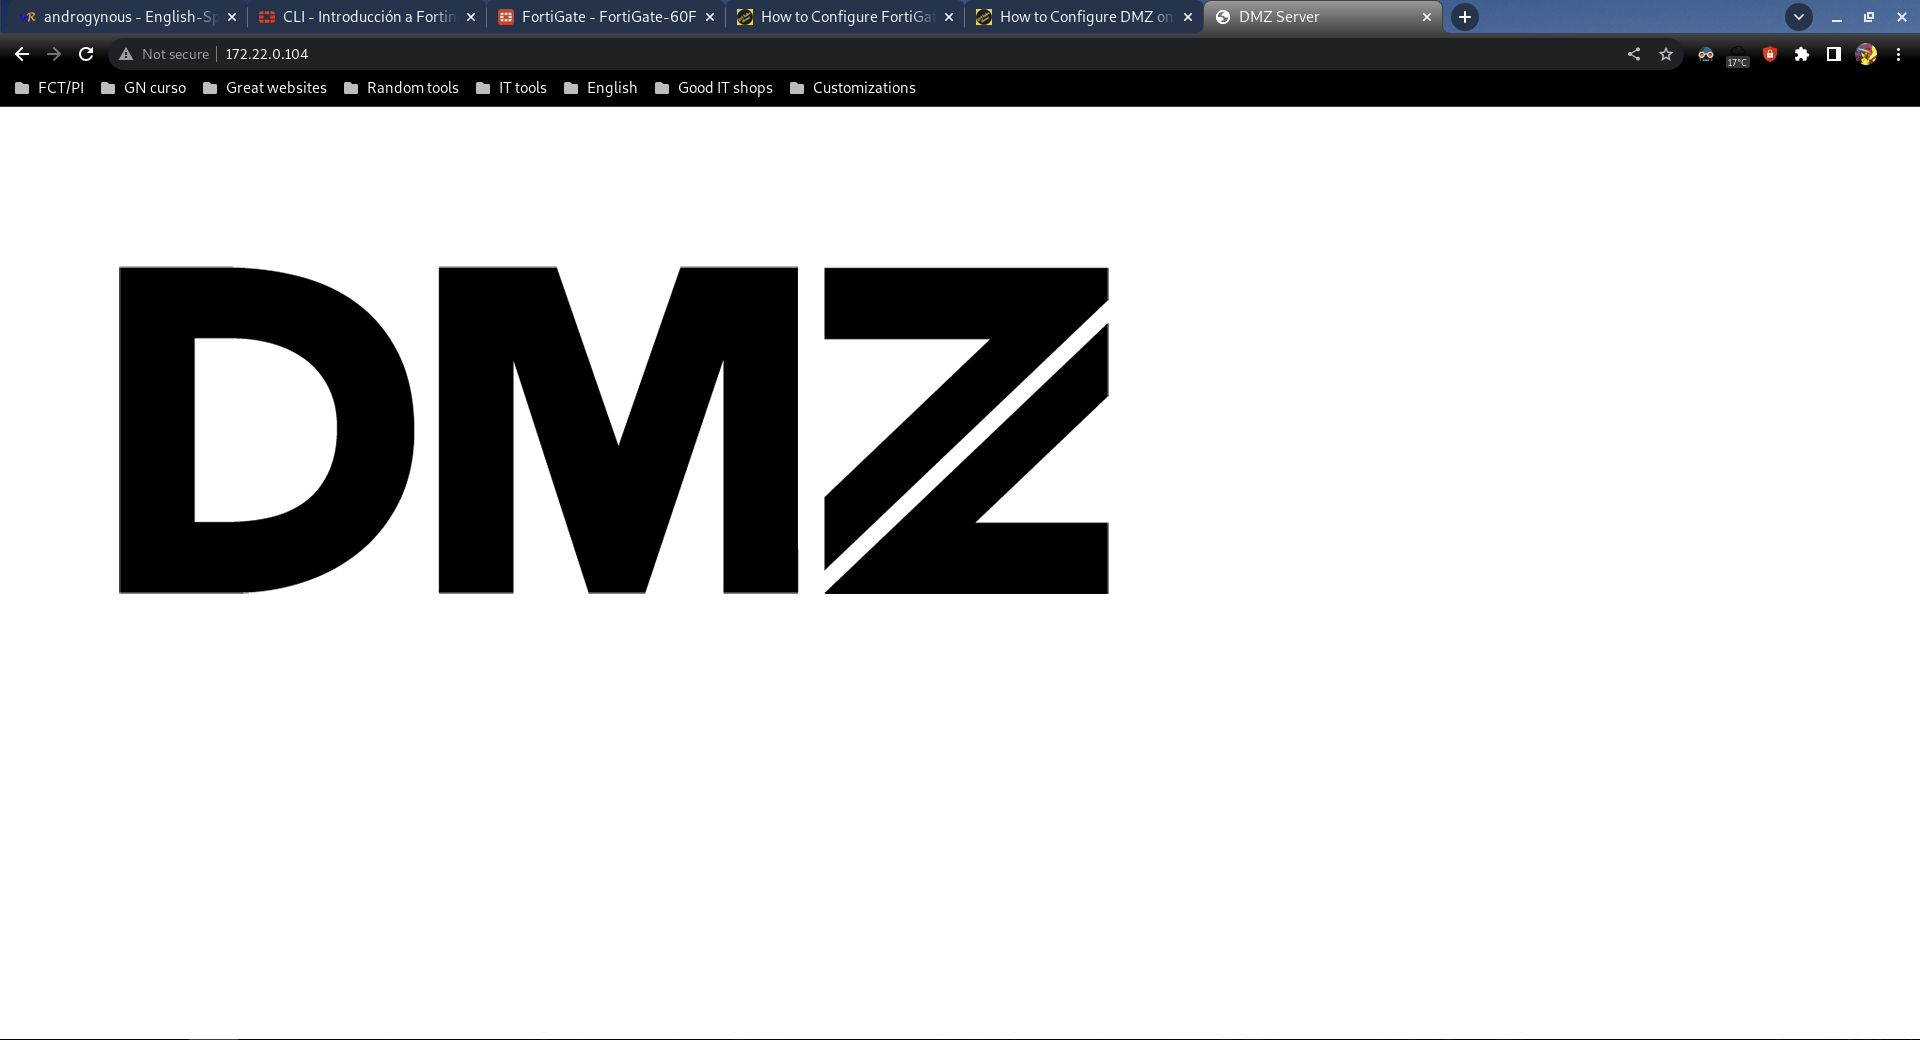 androgynous - English-Sp
CLI - Introducción a Fortin
FortiGate - FortiGate-60F
How to Configure FortiGat
How to Configure DMZ on
DMZ Server
Not secure
172.22.0.104
17°C
FCT/PI
GN curso
Great websites
Random tools
IT tools
English
Good IT shops
Customizations
DMZ